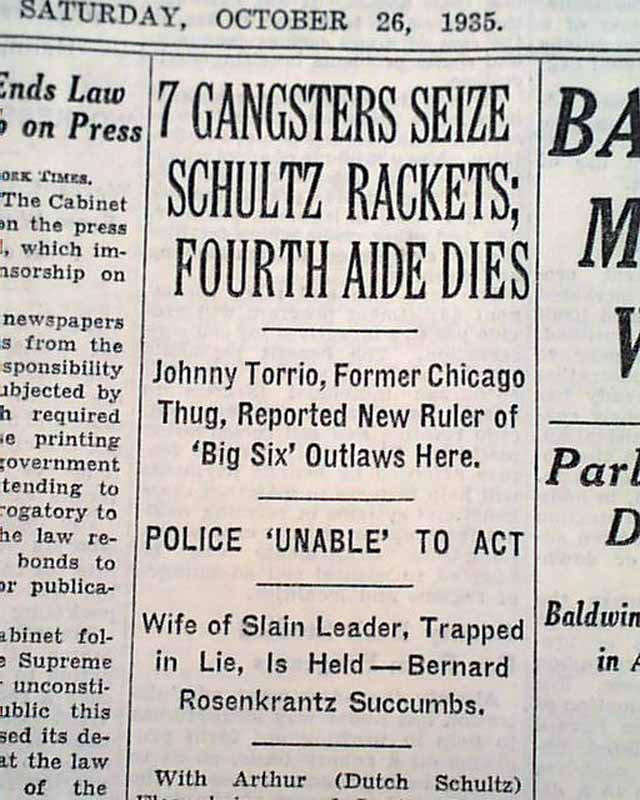 SATURDAY, OCTOBER 26, 1935.
Ends Law
on Press
ORK TIMES.
The Cabinet
on the press
, which im-
nsorship on
newspapers
s from the
sponsibility
ubjected by
h required
se printing
government
tending to
rogatory to
he law re-
bonds to
or publica-
abinet fol-
e Supreme
r unconsti-
ublic this
sed its de-
at the law
of the
7 GANGSTERS SEIZE
SCHULTZ RACKETS;
FOURTH AIDE DIES
Johnny Torrio, Former Chicago
Thug, Reported New Ruler of
‘Big Six’ Outlaws Here.
POLICE ‘UNABLE’ TO ACT
Wife of Slain Leader, Trapped
in Lie, Is Held—Bernard
Rosenkrantz Succumbs.
With Arthur (Dutch Schultz)
BA
M
V
Parl
D
Baldwin
in A